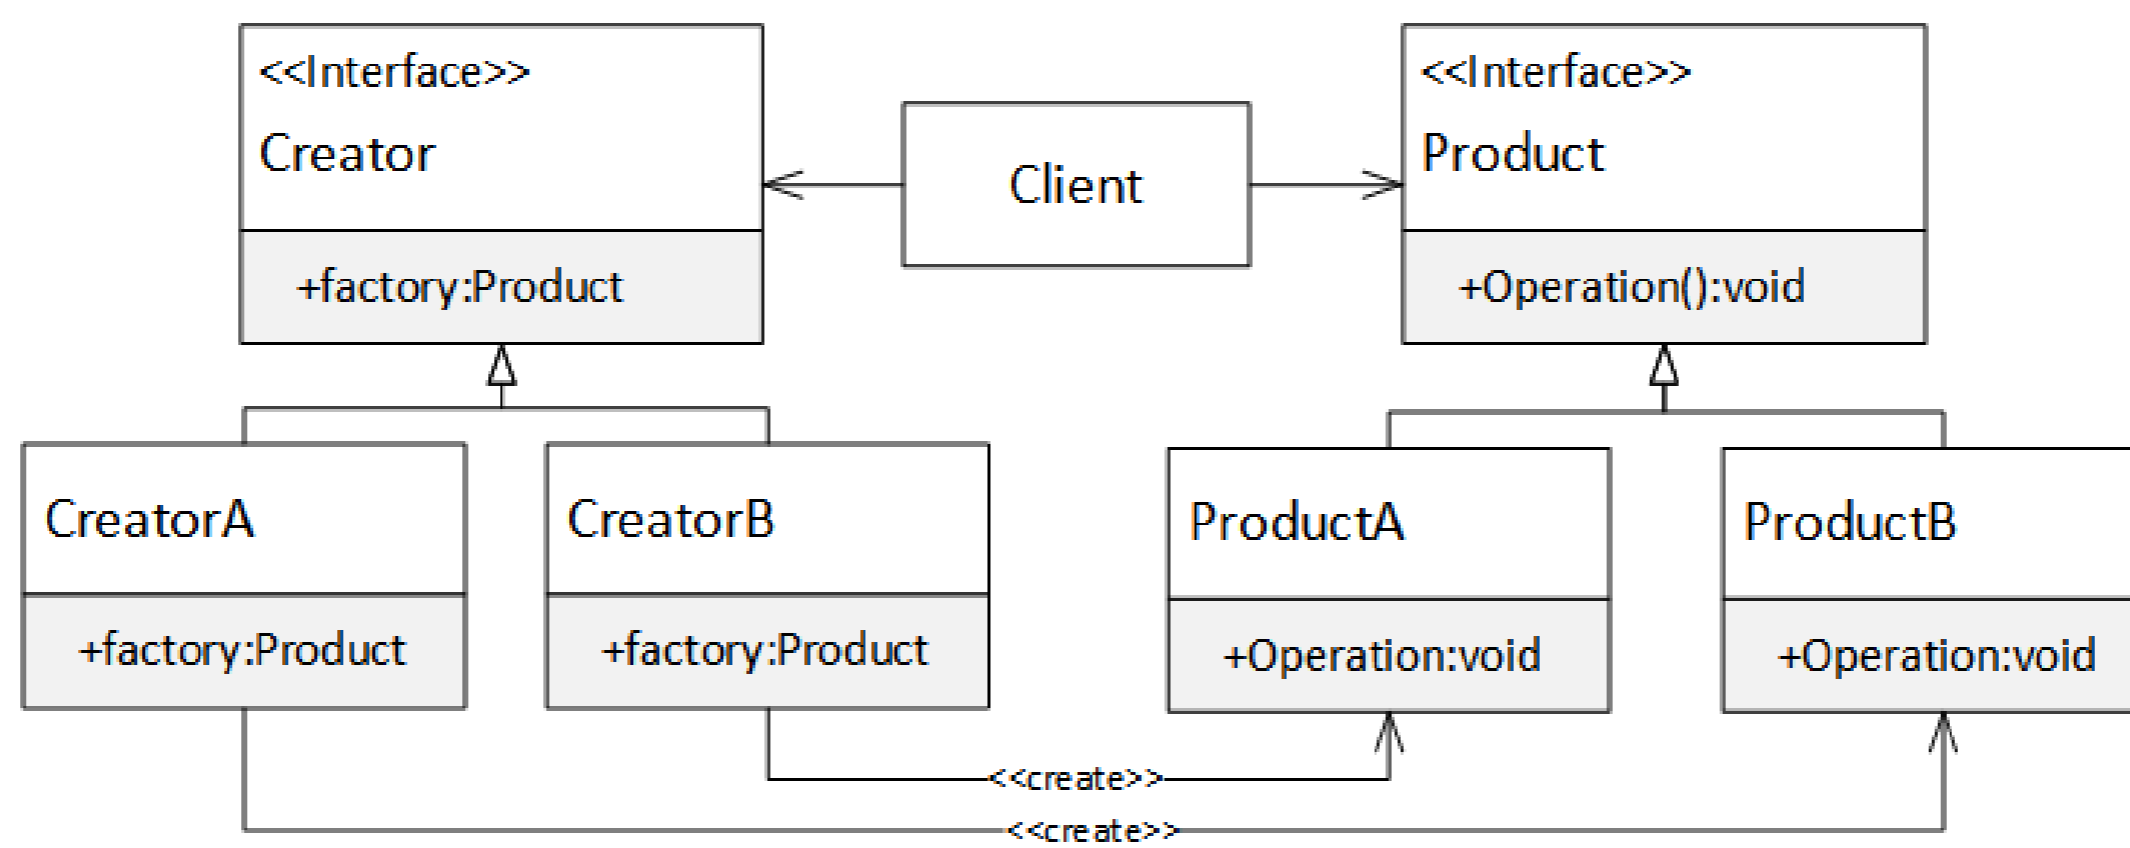 <<Interface>>
Creator
+factory:Product
Client
<<Interface>>
Product
+Operation():void
CreatorA
+factory:Product
CreatorB
+factory:Product
ProductA
+Operation:void
ProductB
+Operation:void
<<create>>
<<create>>